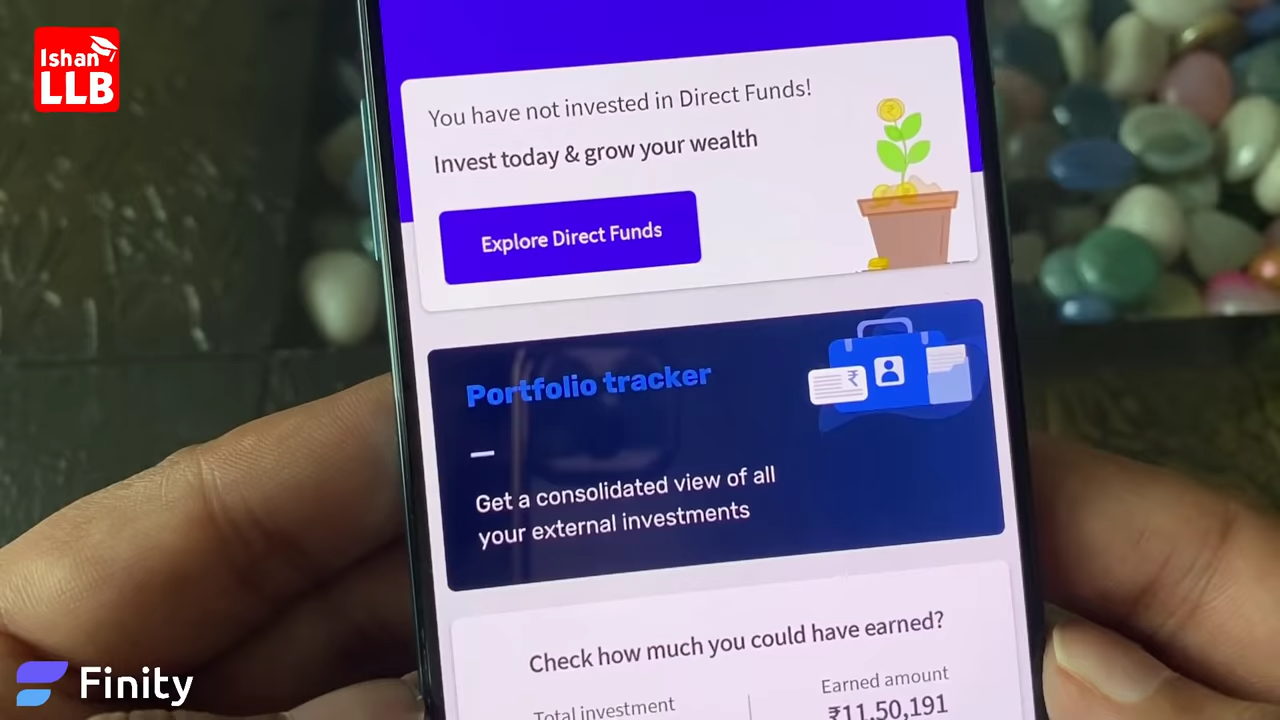 Ishan
LLB
You have not invested in Direct Funds!
Invest today & grow your wealth
Explore Direct Funds
Portfolio tracker
Get a consolidated view of all
your external investments
₹
Check how much you could have earned?
Total investment
Earned amount
₹11,50,191
Finity